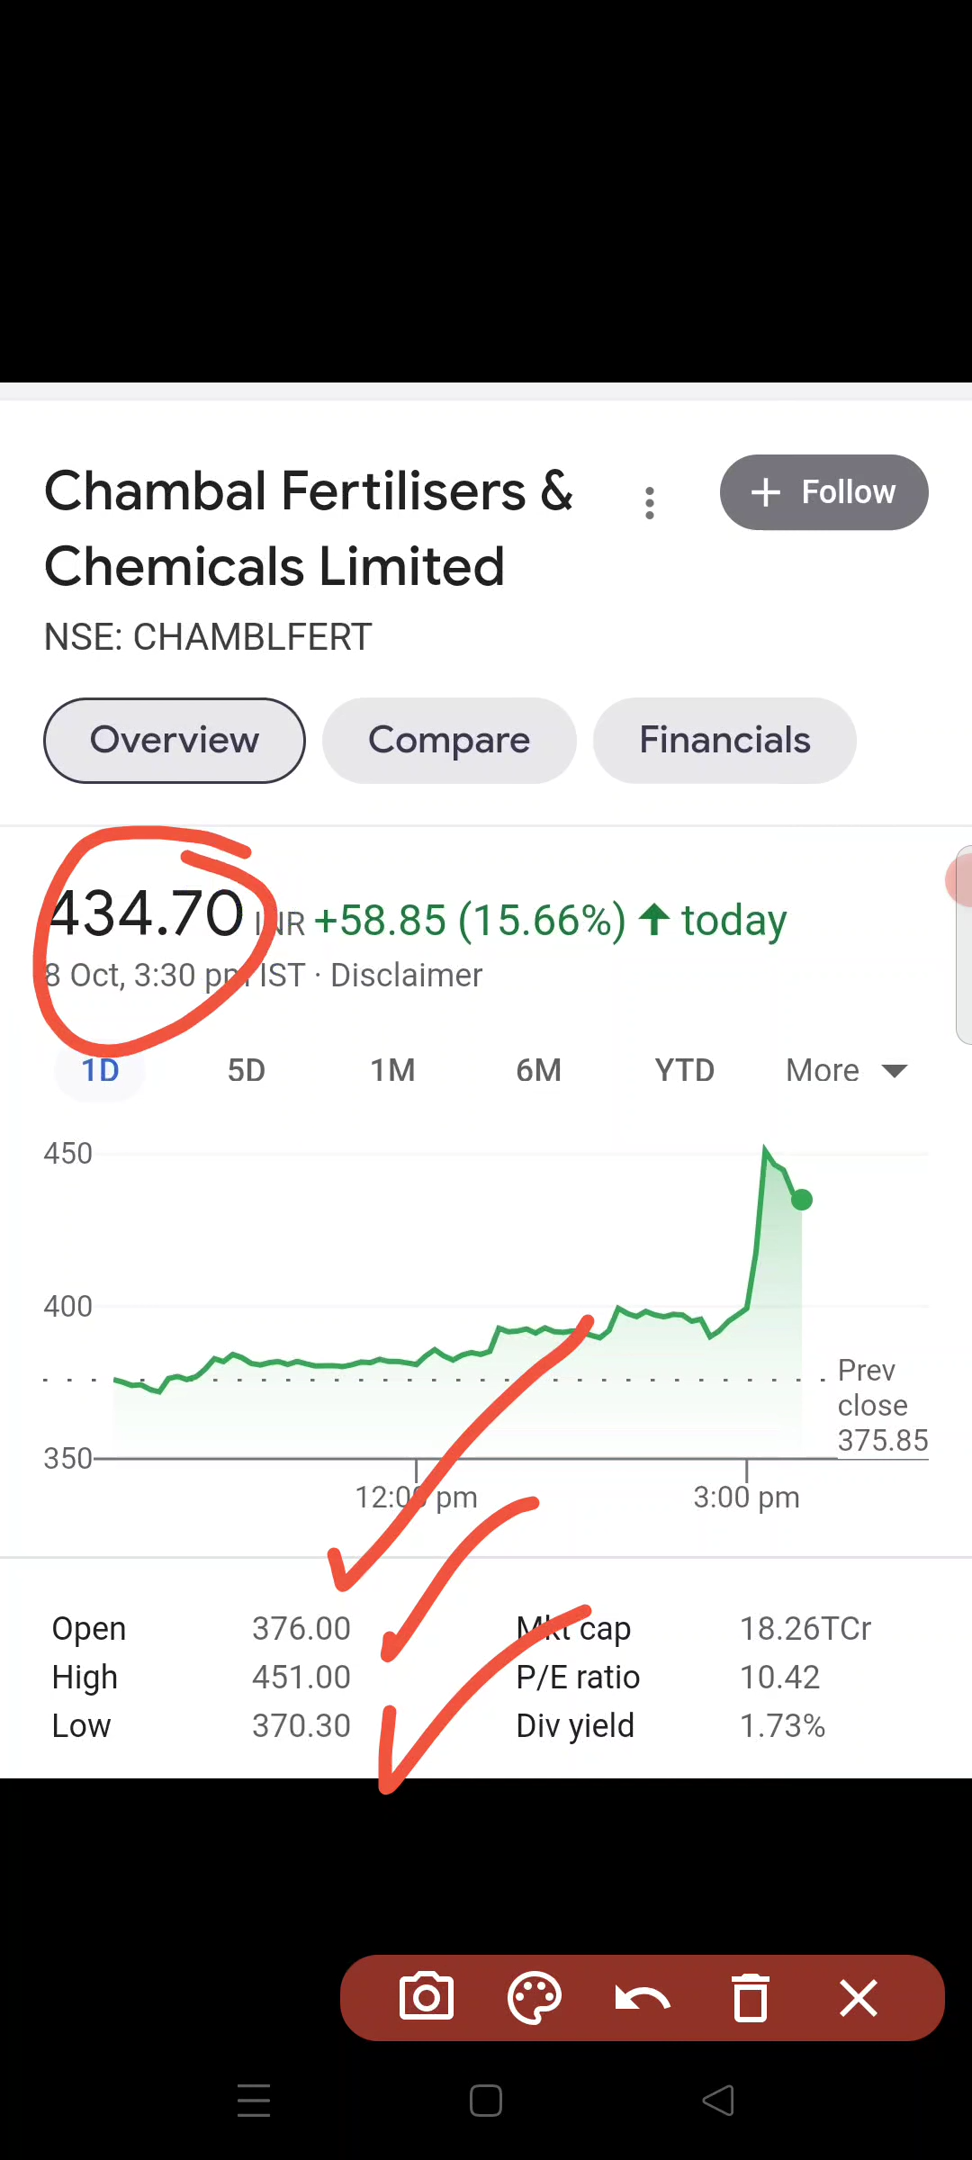 Chambal Fertilisers &
Chemicals Limited
+ Follow
NSE: CHAMBLFERT
Overview Compare Financials
434.70 INR +58.85 (15.66%) ↑ today
8 Oct, 3:30 pm IST · Disclaimer
1D 5D 1M 6M YTD More
450
400
350
Prev
close
375.85
12:00 pm 3:00 pm
Open 376.00 Mkt cap 18.26TCr
High 451.00 P/E ratio 10.42
Low 370.30 Div yield 1.73%